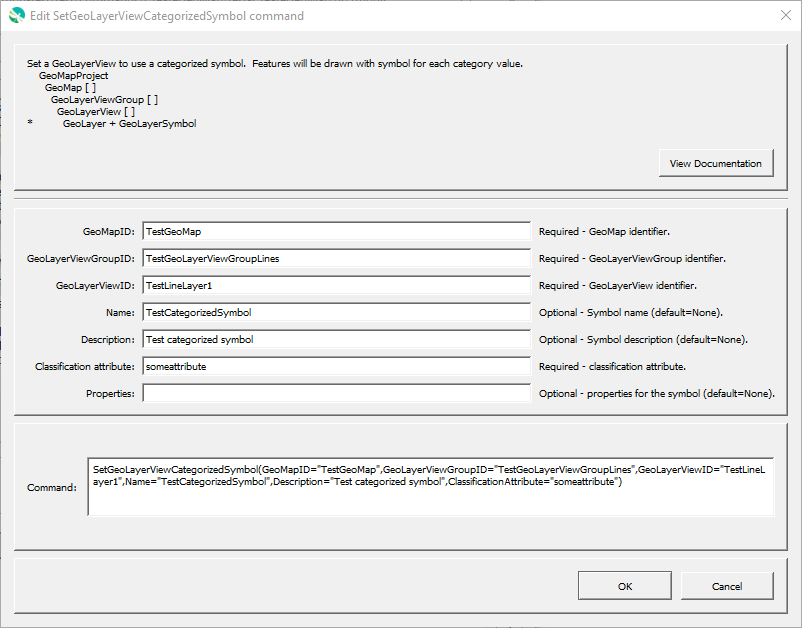 Edit SetGeoLayerViewCategorizedSymbol command
Set a GeoLayerView to use a categorized symbol. Features will be drawn with symbol for each category value.
GeoMapProject
GeoMap [ ]
GeoLayerViewGroup [ ]
GeoLayerView [ ]
* GeoLayer + GeoLayerSymbol
View Documentation
GeoMapID: TestGeoMap Required - GeoMap identifier.
GeoLayerViewGroupID: TestGeoLayerViewGroupLines Required - GeoLayerViewGroup identifier.
GeoLayerViewID: TestLineLayer1 Required - GeoLayerView identifier.
Name: TestCategorizedSymbol Optional - Symbol name (default=None).
Description: Test categorized symbol Optional - Symbol description (default=None).
Classification attribute: someattribute Required - classification attribute.
Properties: Optional - properties for the symbol (default=None).
SetGeoLayerViewCategorizedSymbol(GeoMapID="TestGeoMap",GeoLayerViewGroupID="TestGeoLayerViewGroupLines",GeoLayerViewID="TestLineL
ayer1",Name="TestCategorizedSymbol",Description="Test categorized symbol",ClassificationAttribute="someattribute")
Command:
OK Cancel